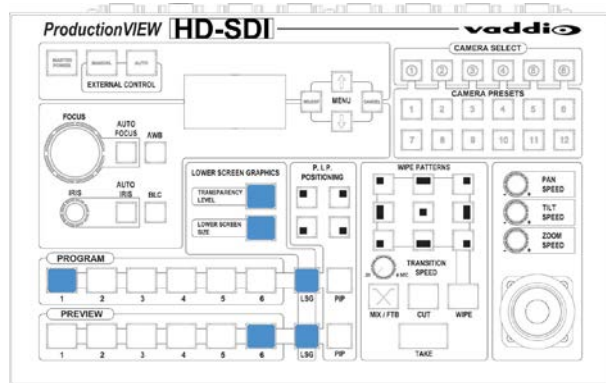 ProductionVIEW HD-SDI
vaddio
MASTER POWER
MANUAL
AUTO
EXTERNAL CONTROL
SELECT
MENU
CANCEL
CAMERA SELECT
1 2 3 4 5 6
CAMERA PRESETS
1 2 3 4 5 6
7 8 9 10 11 12
FOCUS
AUTO FOCUS
AWB
IRIS
AUTO IRIS
BLC
LOWER SCREEN GRAPHICS
TRANSPARENCY LEVEL
LOWER SCREEN SIZE
P. I. P. POSITIONING
WIPE PATTERNS
TRANSITION SPEED
MIX / FTB
CUT
WIPE
TAKE
PAN SPEED
TILT SPEED
ZOOM SPEED
PROGRAM
1 2 3 4 5 6 LSG PIP
PREVIEW
1 2 3 4 5 6 LSG PIP